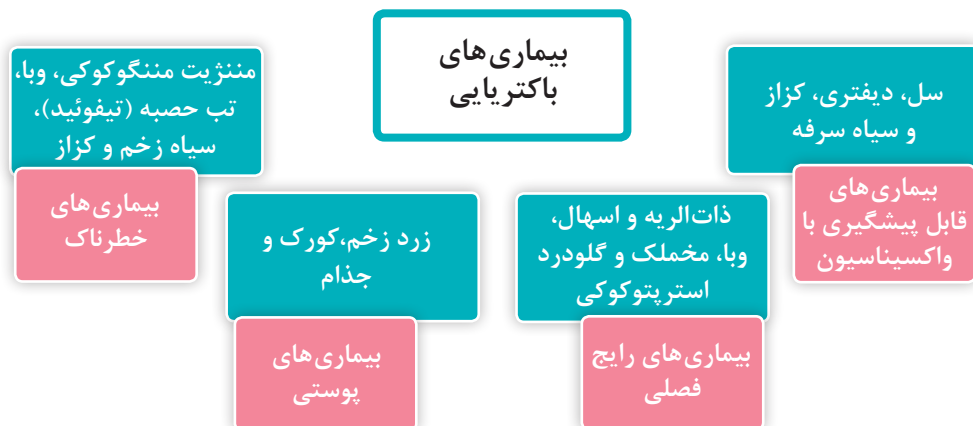 بیماری‌های
باکتریایی
سل، دیفتری، کزاز
و سیاه سرفه
بیماری‌های
قابل پیشگیری با
واکسیناسیون
ذات‌الریه و اسهال،
وبا، مخملک و گلودرد
استرپتوکوکی
بیماری‌های رایج
فصلی
زرد زخم،کورک و
جذام
بیماری‌های
پوستی
مننژیت مننگوکوکی، وبا،
تب حصبه (تیفوئید)،
سیاه زخم و کزاز
بیماری‌های
خطرناک